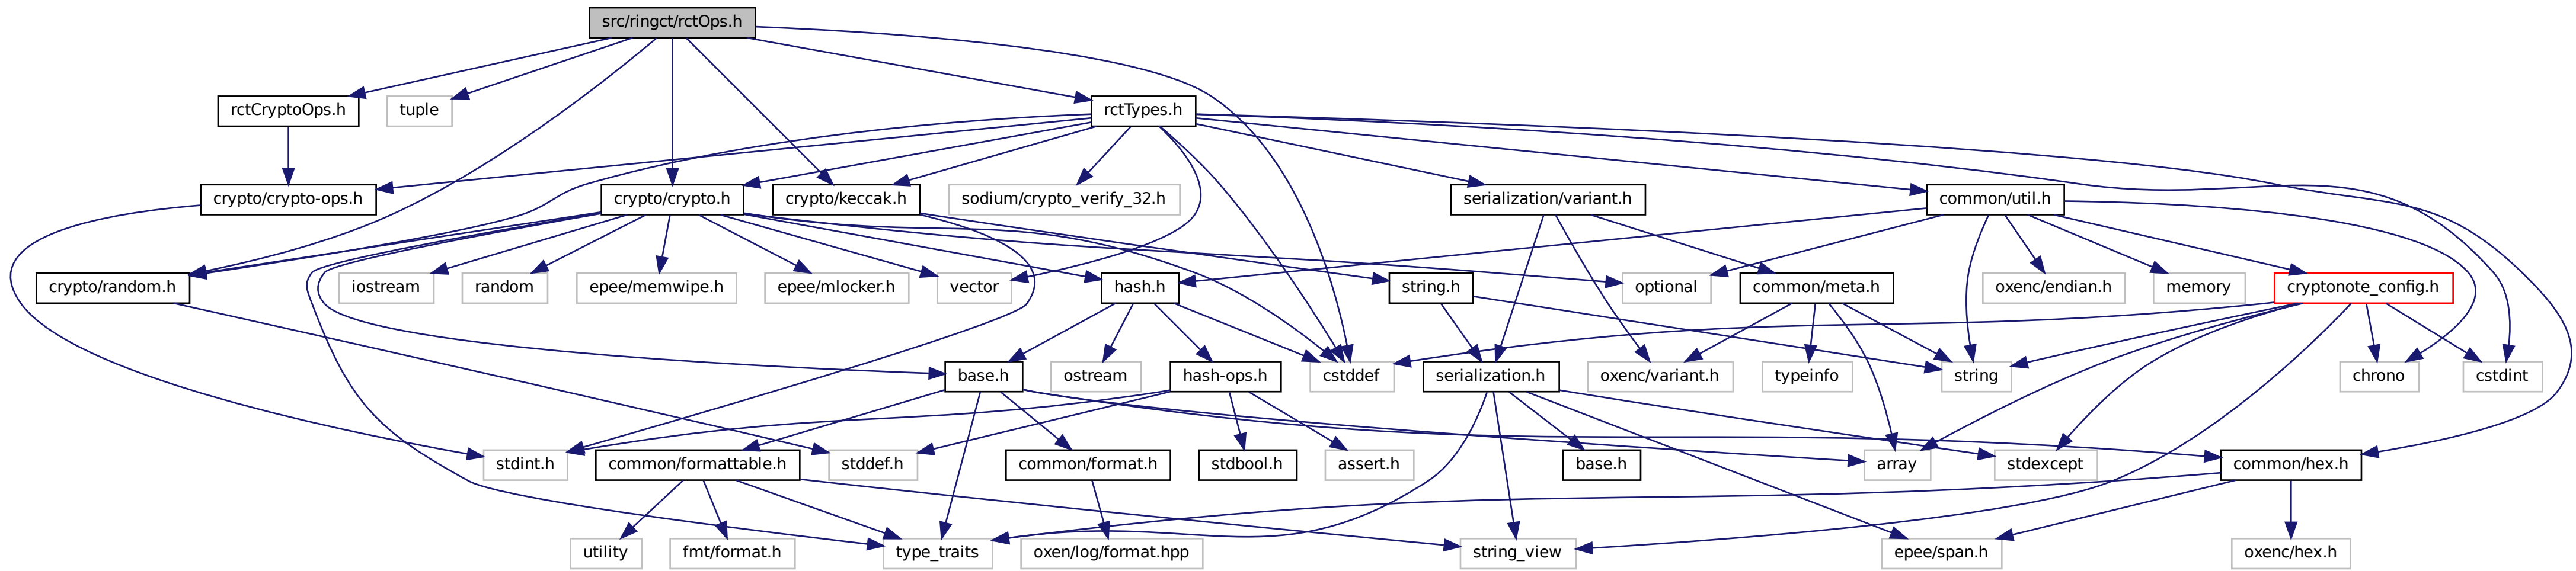 src/ringct/rctOps.h
rctCryptoOps.h
tuple
rctTypes.h
crypto/crypto-ops.h
crypto/crypto.h
crypto/keccak.h
sodium/crypto_verify_32.h
serialization/variant.h
common/util.h
crypto/random.h
iostream
random
epee/memwipe.h
epee/mlocker.h
vector
hash.h
string.h
optional
common/meta.h
oxenc/endian.h
memory
cryptonote_config.h
base.h
ostream
hash-ops.h
cstddef
serialization.h
oxenc/variant.h
typeinfo
string
chrono
cstdint
stdint.h
common/formattable.h
stddef.h
common/format.h
stdbool.h
assert.h
base.h
array
stdexcept
common/hex.h
utility
fmt/format.h
type_traits
oxen/log/format.hpp
string_view
epee/span.h
oxenc/hex.h